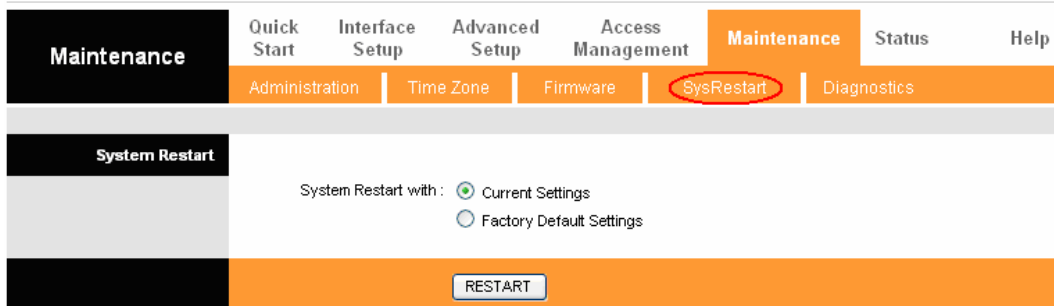 Maintenance
Quick Start
Interface Setup
Advanced Setup
Access Management
Maintenance
Status
Help
Administration
Time Zone
Firmware
SysRestart
Diagnostics
System Restart
System Restart with :
Current Settings
Factory Default Settings
RESTART